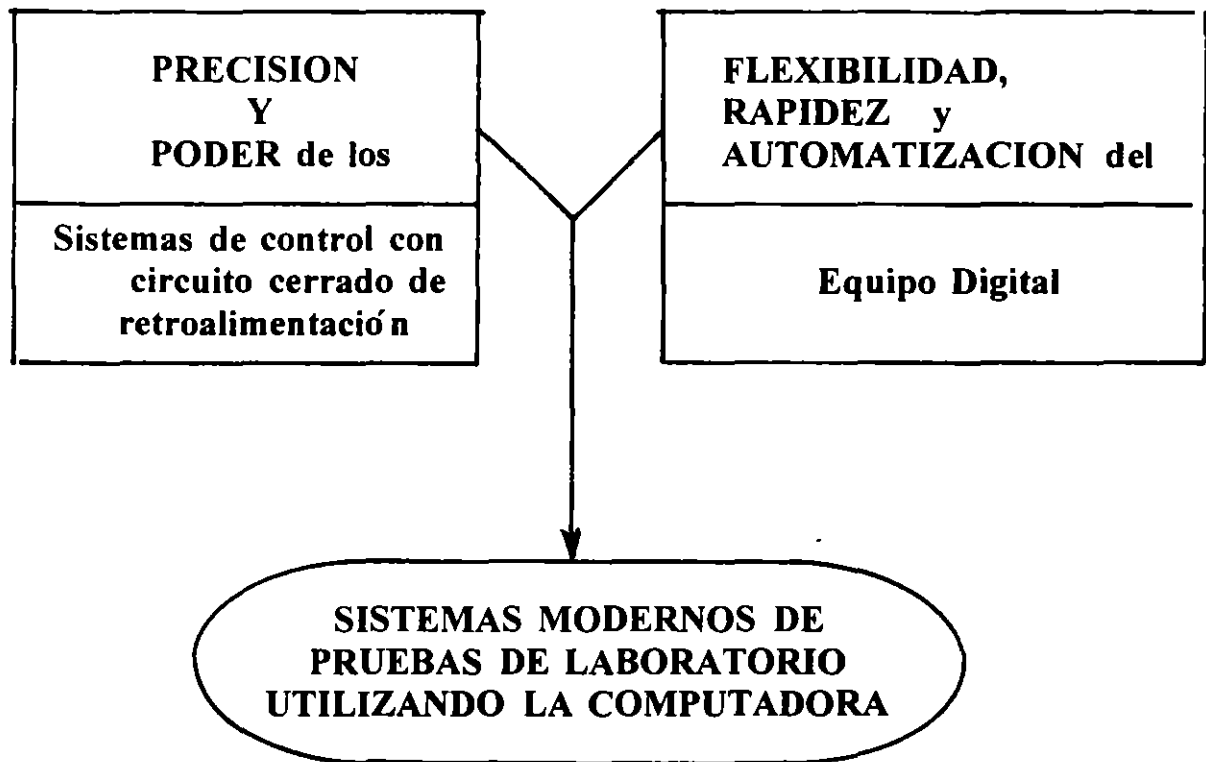 PRECISION
Y
PODER de los
Sistemas de control con
circuito cerrado de
retroalimentación
FLEXIBILIDAD,
RAPIDEZ y
AUTOMATIZACION del
Equipo Digital
SISTEMAS MODERNOS DE
PRUEBAS DE LABORATORIO
UTILIZANDO LA COMPUTADORA